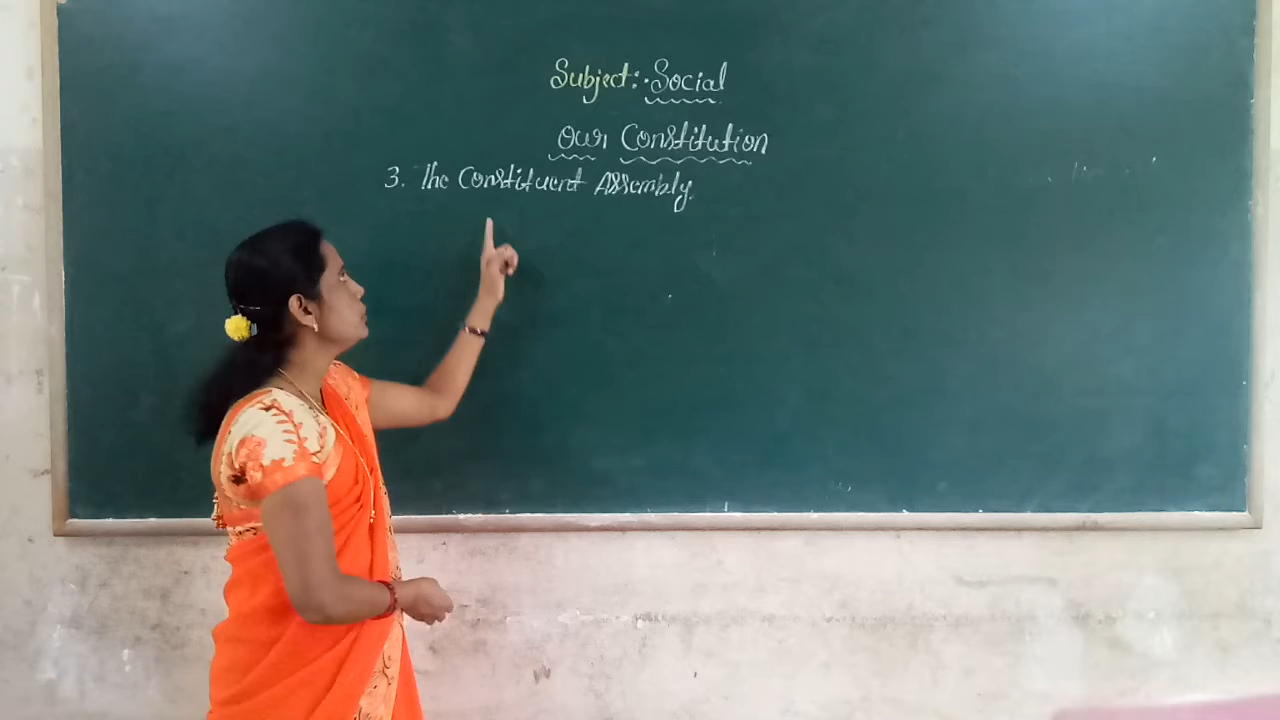 Subject:- Social
Our Constitution
3. The Constituent Assembly.